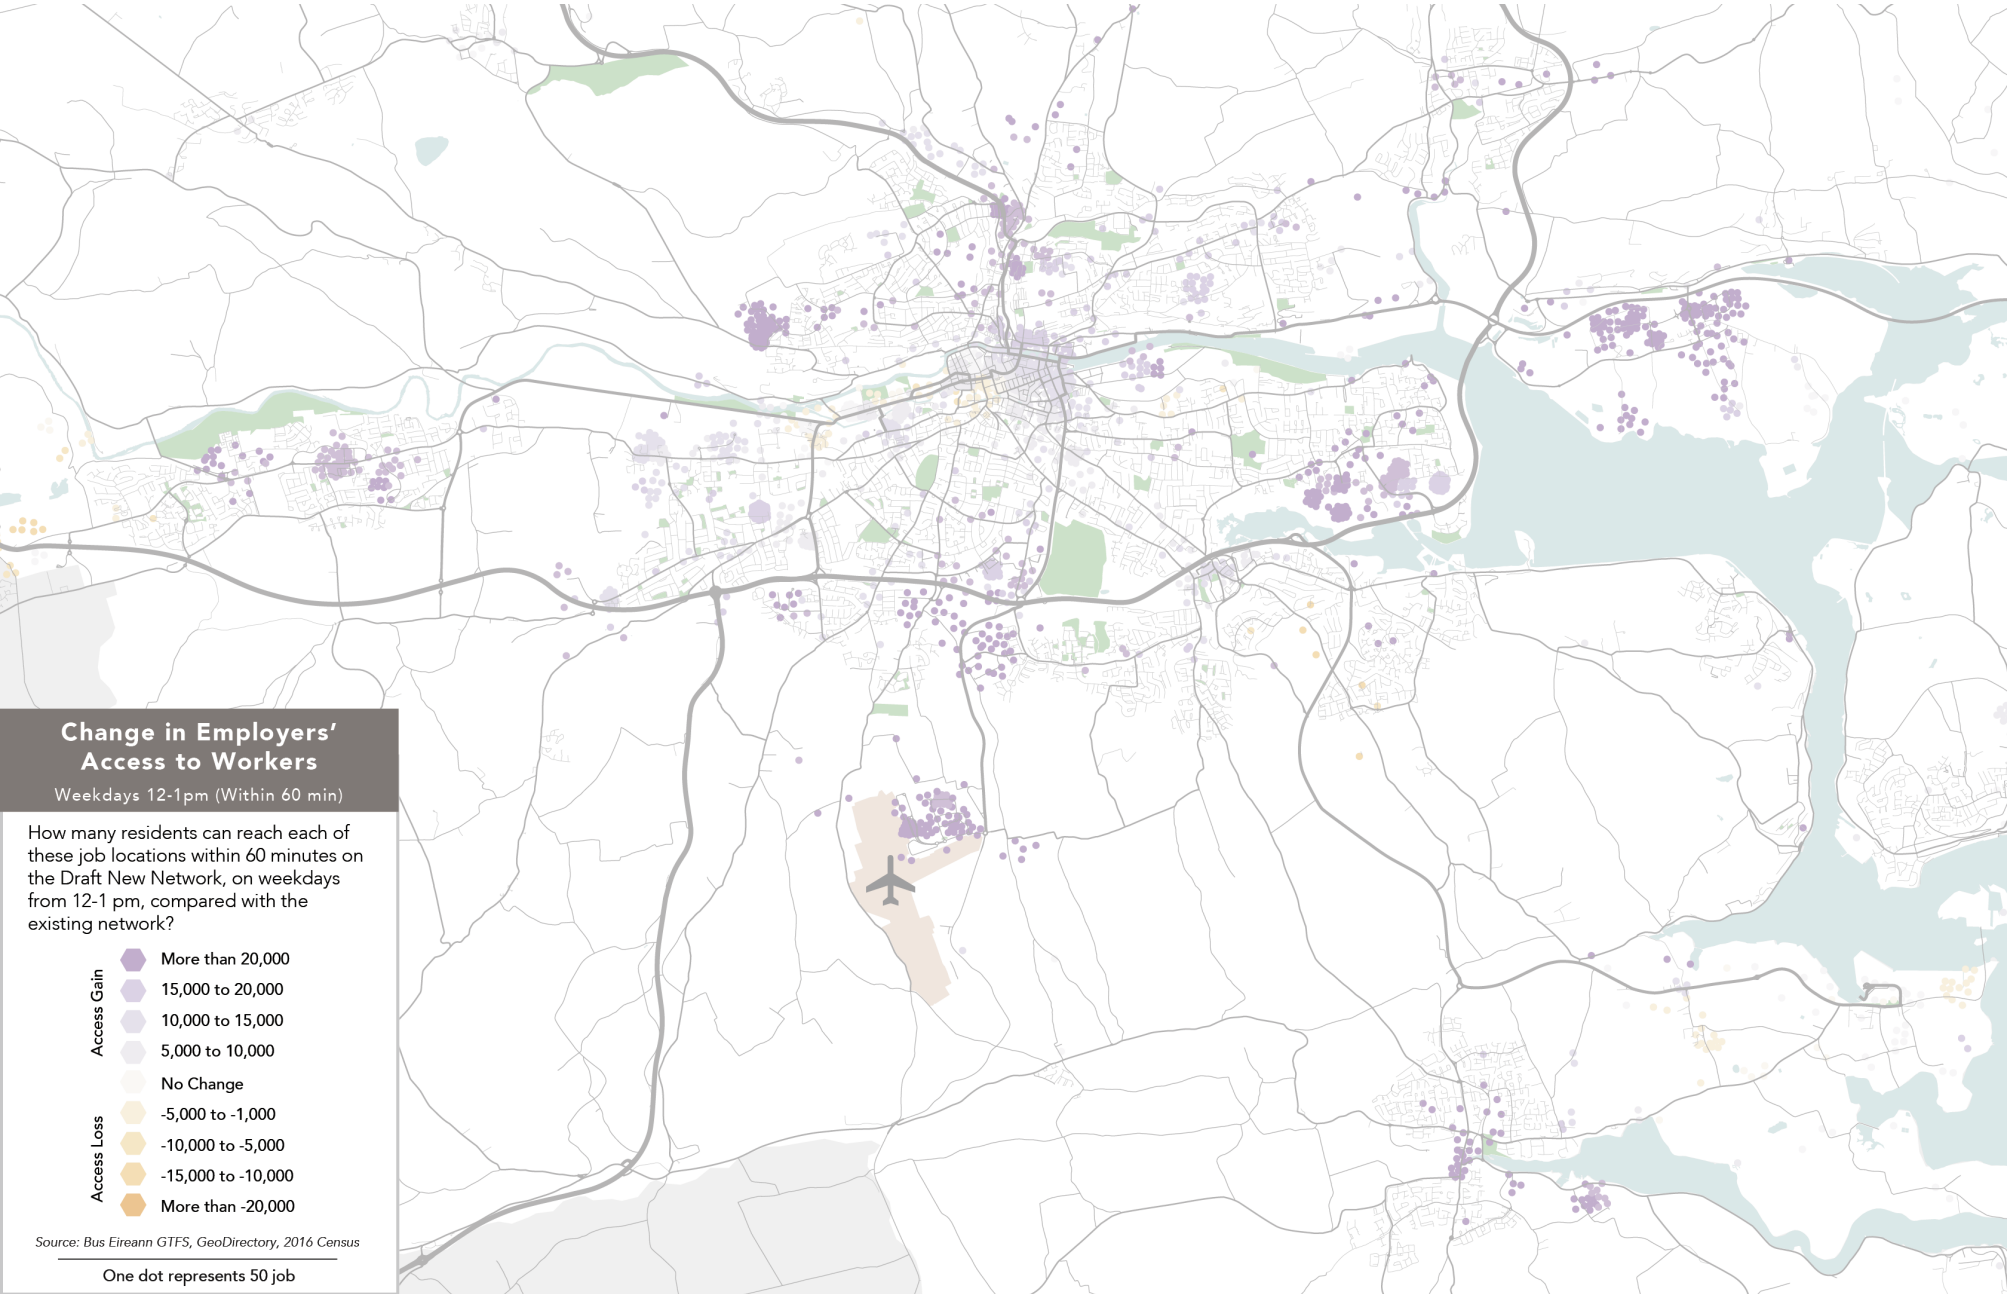 Change in Employers’
Access to Workers
Weekdays 12-1pm (Within 60 min)
How many residents can reach each of
these job locations within 60 minutes on
the Draft New Network, on weekdays
from 12-1 pm, compared with the
existing network?
Access Gain
More than 20,000
15,000 to 20,000
10,000 to 15,000
5,000 to 10,000
No Change
Access Loss
-5,000 to -1,000
-10,000 to -5,000
-15,000 to -10,000
More than -20,000
Source: Bus Eireann GTFS, GeoDirectory, 2016 Census
One dot represents 50 job